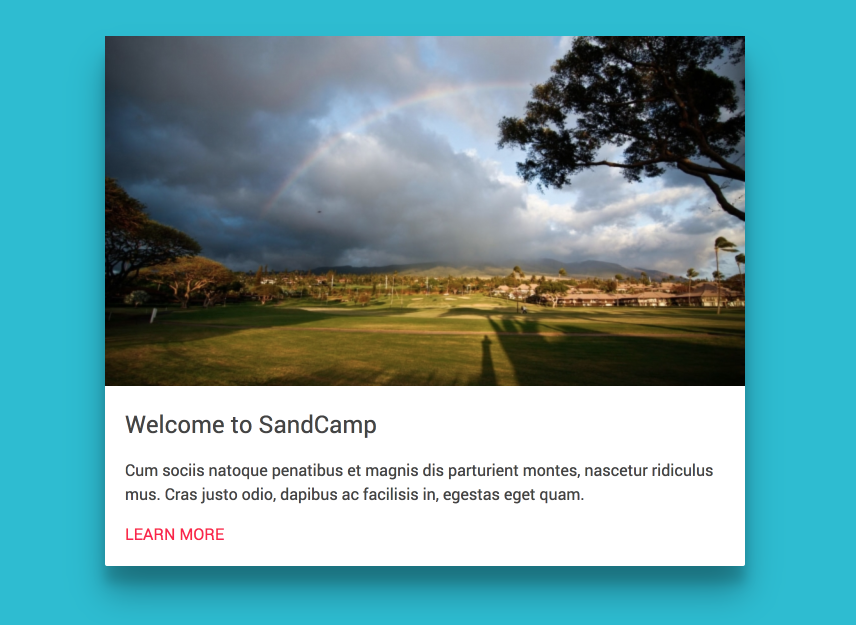 Welcome to SandCamp
Cum sociis natoque penatibus et magnis dis parturient montes, nascetur ridiculus
mus. Cras justo odio, dapibus ac facilisis in, egestas eget quam.
LEARN MORE